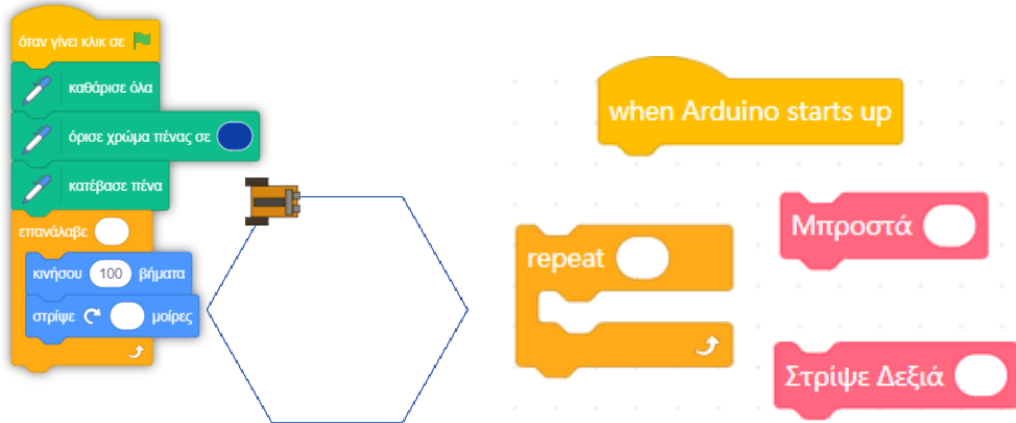 όταν γίνει κλικ σε
καθάρισε όλα
όρισε χρώμα πένας σε
κατέβασε πένα
επανάλαβε
κινήσου 100 βήματα
στρίψε μοίρες
when Arduino starts up
repeat
Μπροστά
Στρίψε Δεξιά